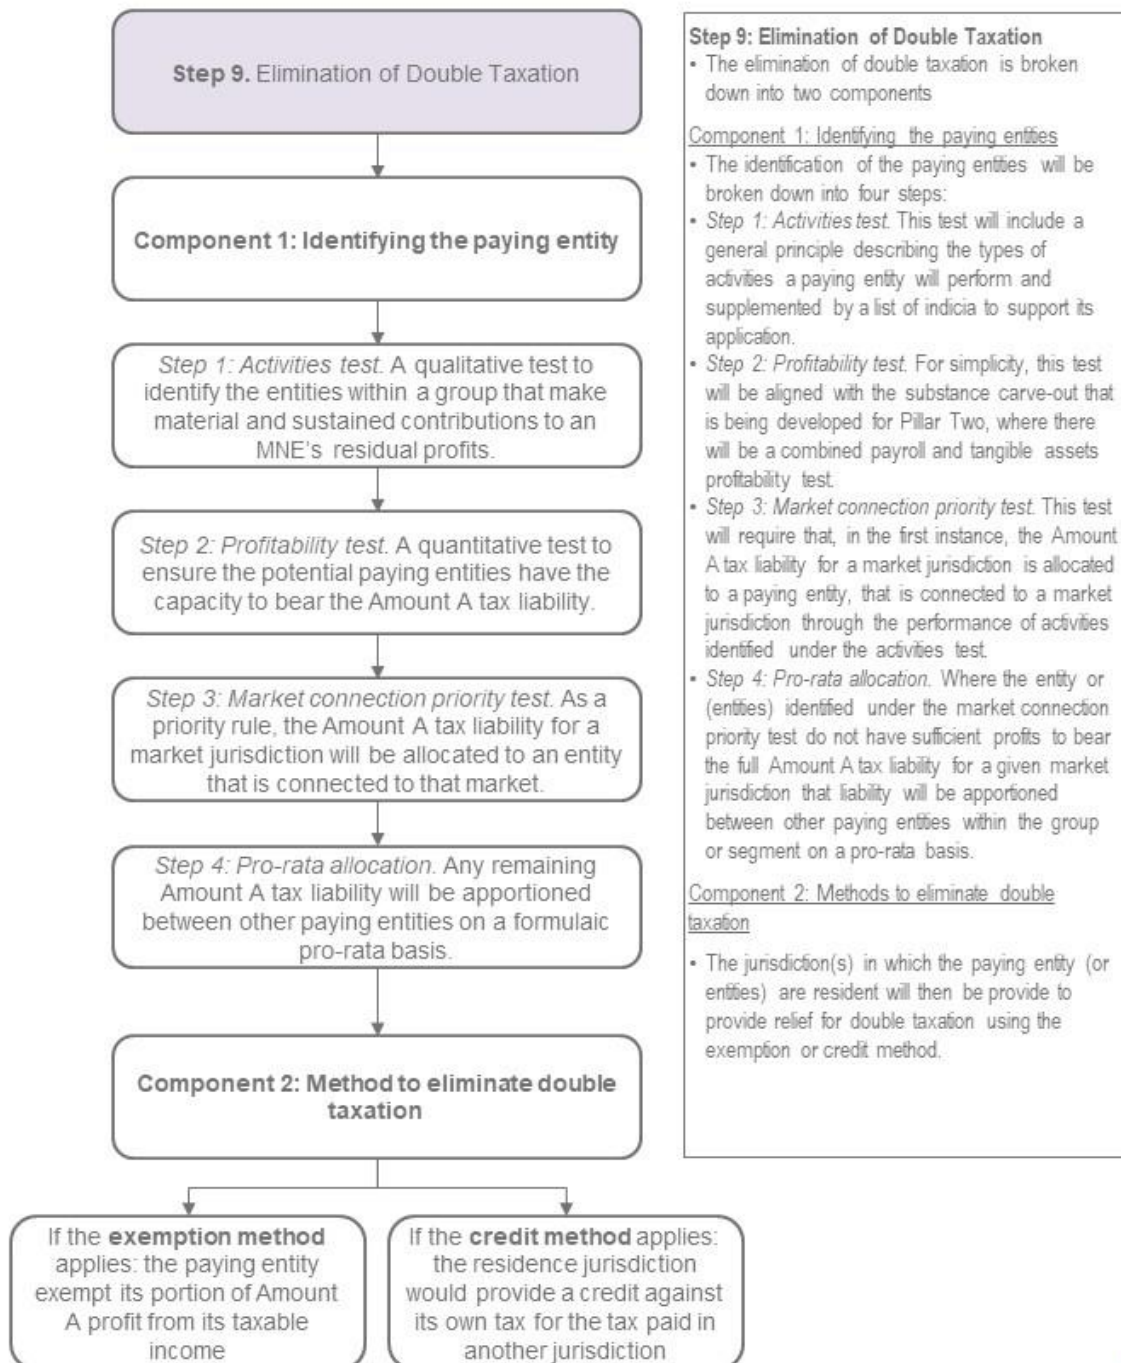 Step 9. Elimination of Double Taxation
Component 1: Identifying the paying entity
Step 1: Activities test. A qualitative test to
identify the entities within a group that make
material and sustained contributions to an
MNE's residual profits.
Step 2: Profitability test. A quantitative test to
ensure the potential paying entities have the
capacity to bear the Amount A tax liability.
Step 3: Market connection priority test. As a
priority rule, the Amount A tax liability for a
market jurisdiction will be allocated to an entity
that is connected to that market.
Step 4: Pro-rata allocation. Any remaining
Amount A tax liability will be apportioned
between other paying entities on a formulaic
pro-rata basis.
Component 2: Method to eliminate double
taxation
If the exemption method
applies: the paying entity
exempt its portion of Amount
A profit from its taxable
income
If the credit method applies:
the residence jurisdiction
would provide a credit against
its own tax for the tax paid in
another jurisdiction
Step 9: Elimination of Double Taxation
• The elimination of double taxation is broken
down into two components
Component 1: Identifying the paying entities
• The identification of the paying entities will be
broken down into four steps:
• Step 1: Activities test. This test will include a
general principle describing the types of
activities a paying entity will perform and
supplemented by a list of indicia to support its
application.
• Step 2: Profitability test. For simplicity, this test
will be aligned with the substance carve-out that
is being developed for Pillar Two, where there
will be a combined payroll and tangible assets
profitability test.
• Step 3: Market connection priority test. This test
will require that, in the first instance, the Amount
A tax liability for a market jurisdiction is allocated
to a paying entity, that is connected to a market
jurisdiction through the performance of activities
identified under the activities test.
• Step 4: Pro-rata allocation. Where the entity or
(entities) identified under the market connection
priority test do not have sufficient profits to bear
the full Amount A tax liability for a given market
jurisdiction that liability will be apportioned
between other paying entities within the group
or segment on a pro-rata basis.
Component 2: Methods to eliminate double
taxation
• The jurisdiction(s) in which the paying entity (or
entities) are resident will then be provide to
provide relief for double taxation using the
exemption or credit method.